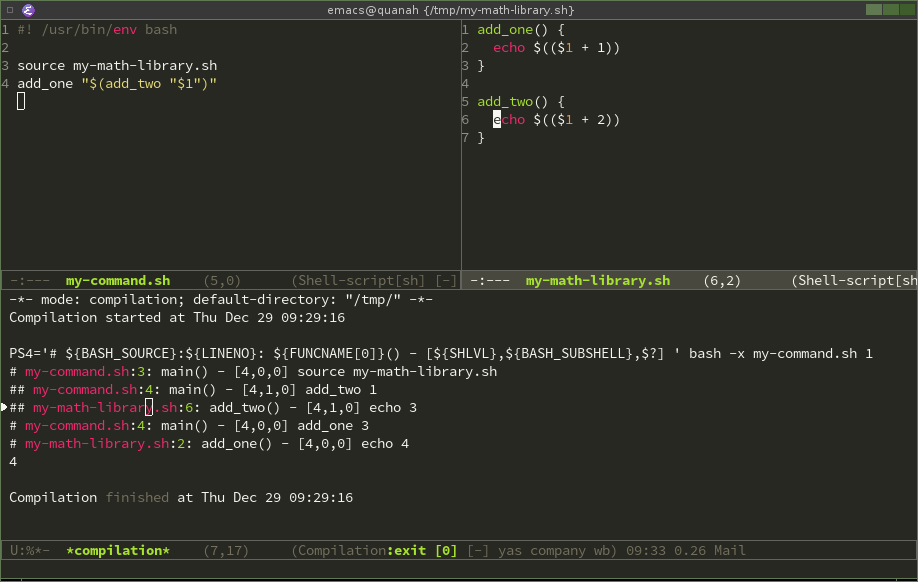 emacs@quanah {/tmp/my-math-library.sh}
1 #! /usr/bin/env bash
2
3 source my-math-library.sh
4 add_one "$(add_two "$1")"
-:---  my-command.sh    (5,0)      (Shell-script[sh] [-]
1 add_one() {
2   echo $(($1 + 1))
3 }
4
5 add_two() {
6   echo $(($1 + 2))
7 }
-:---  my-math-library.sh    (6,2)      (Shell-script[sh
-*- mode: compilation; default-directory: "/tmp/" -*-
Compilation started at Thu Dec 29 09:29:16
PS4='# ${BASH_SOURCE}:${LINENO}: ${FUNCNAME[0]}() - [${SHLVL},${BASH_SUBSHELL},$?] ' bash -x my-command.sh 1
# my-command.sh:3: main() - [4,0,0] source my-math-library.sh
## my-command.sh:4: main() - [4,1,0] add_two 1
## my-math-library.sh:6: add_two() - [4,1,0] echo 3
# my-command.sh:4: main() - [4,0,0] add_one 3
# my-math-library.sh:2: add_one() - [4,0,0] echo 4
4
Compilation finished at Thu Dec 29 09:29:16
U:%*-  *compilation*    (7,17)     (Compilation:exit [0] [-] yas company wb) 09:33 0.26 Mail